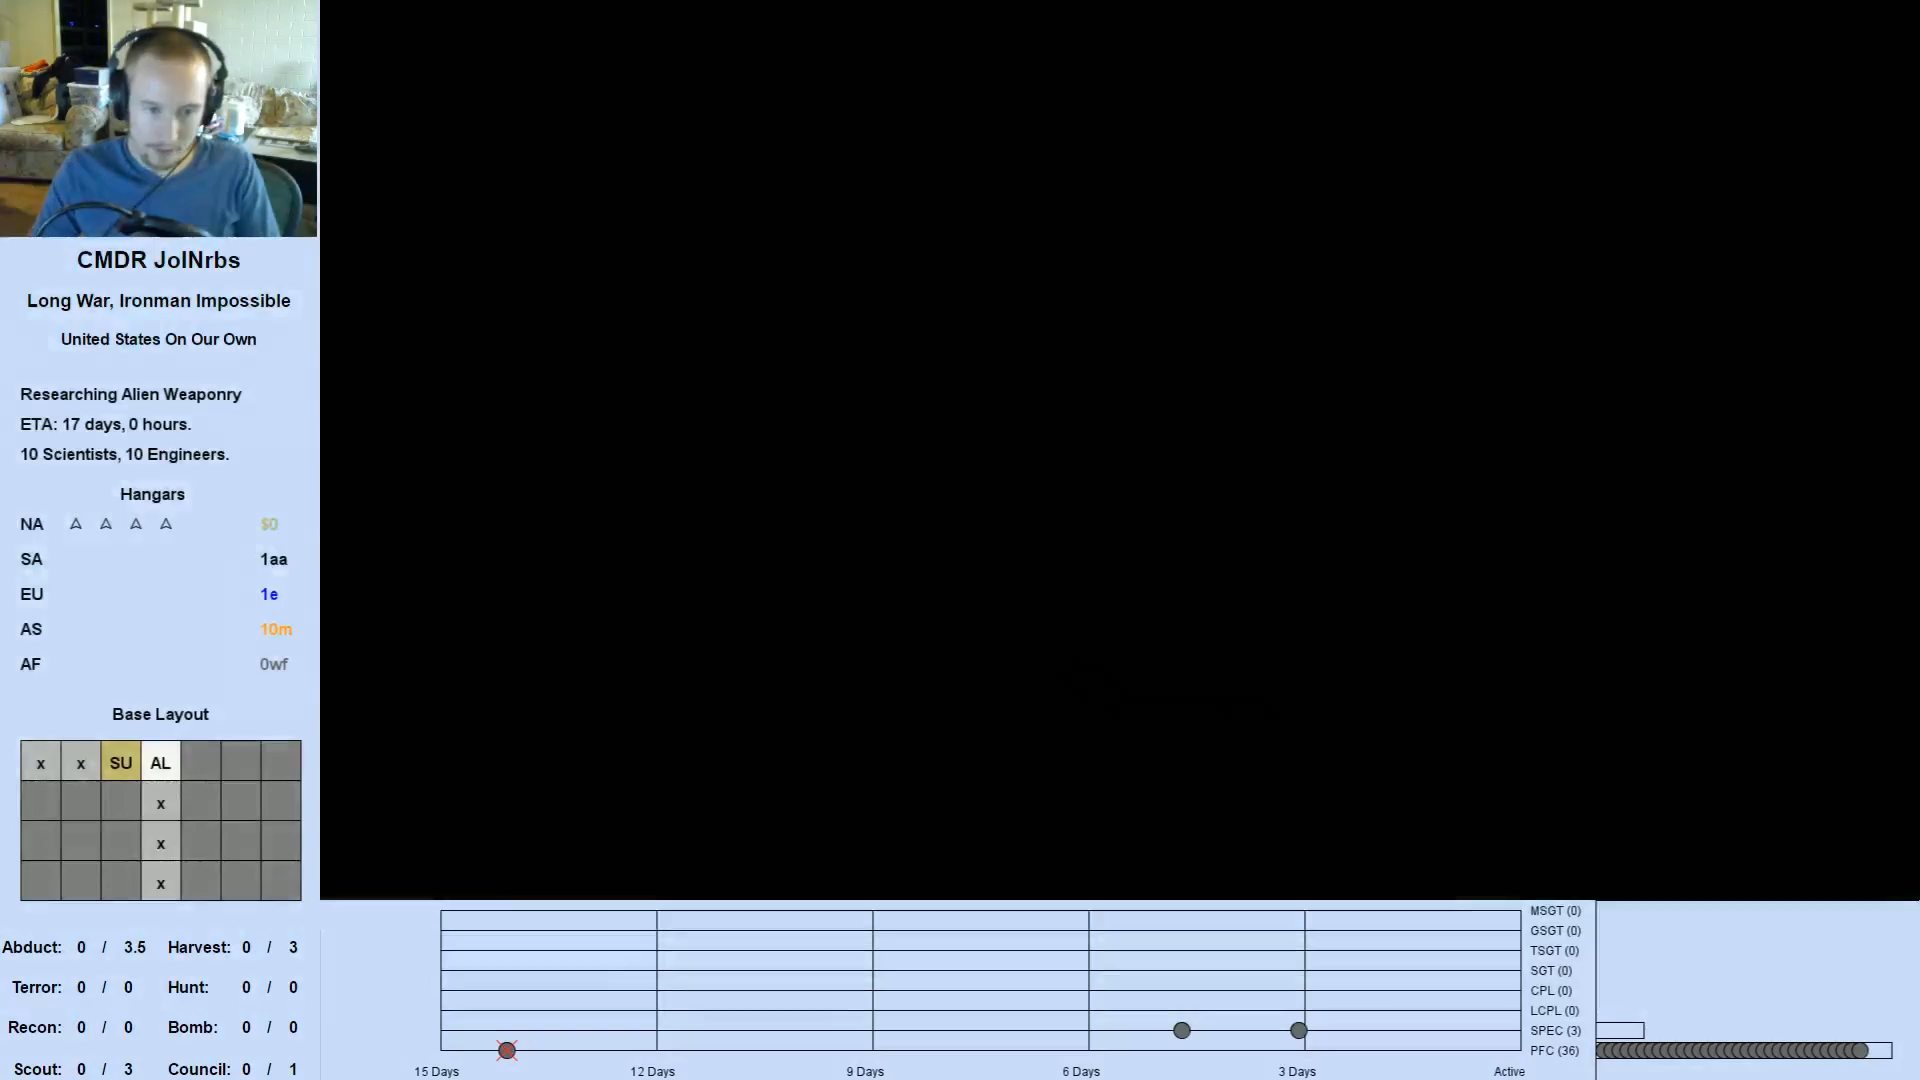 CMDR JolNrbs
Long War, Ironman Impossible
United States On Our Own
Researching Alien Weaponry
ETA: 17 days, 0 hours.
10 Scientists, 10 Engineers.
Hangars
NA $0
SA 1aa
EU 1e
AS 10m
AF 0wf
Base Layout
x x SU AL
x
x
x
Abduct: 0 / 3.5 Harvest: 0 / 3
Terror: 0 / 0 Hunt: 0 / 0
Recon: 0 / 0 Bomb: 0 / 0
Scout: 0 / 3 Council: 0 / 1
MSGT (0)
GSGT (0)
TSGT (0)
SGT (0)
CPL (0)
LCPL (0)
SPEC (3)
PFC (36)
15 Days 12 Days 9 Days 6 Days 3 Days Active